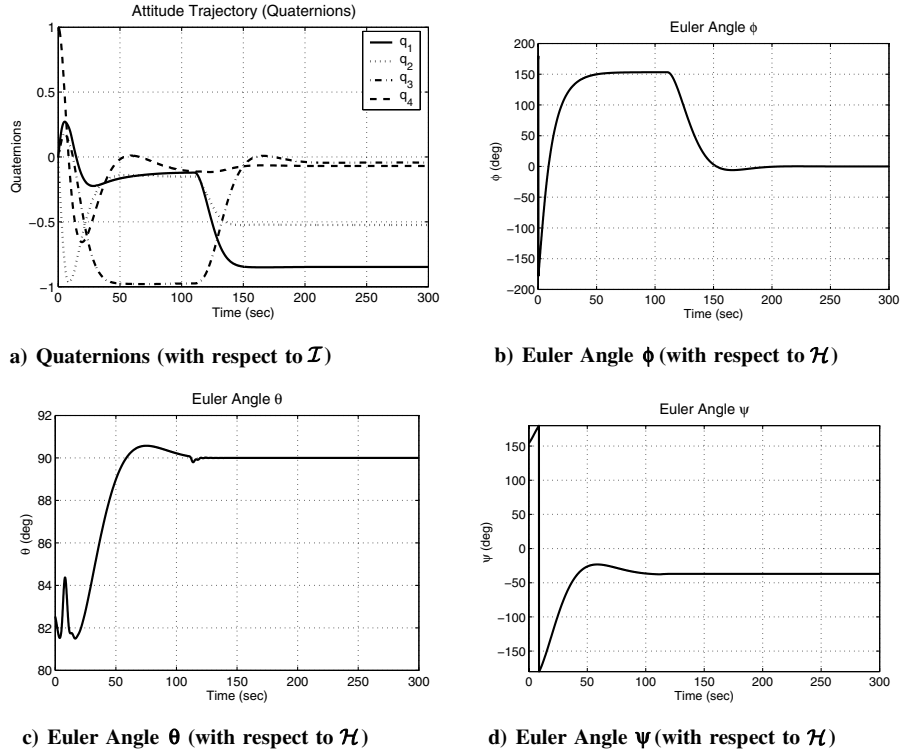 Attitude Trajectory (Quaternions)
1
0.5
0
−0.5
−1
Quaternions
q1
q2
q3
q4
0 50 100 150 200 250 300
Time (sec)
a) Quaternions (with respect to I)
Euler Angle ϕ
200
150
100
50
0
−50
−100
−150
−200
ϕ (deg)
0 50 100 150 200 250 300
Time (sec)
b) Euler Angle ϕ (with respect to H)
Euler Angle θ
92
90
88
86
84
82
80
θ (deg)
0 50 100 150 200 250 300
Time (sec)
c) Euler Angle θ (with respect to H)
Euler Angle ψ
150
100
50
0
−50
−100
−150
ψ (deg)
0 50 100 150 200 250 300
Time (sec)
d) Euler Angle ψ (with respect to H)